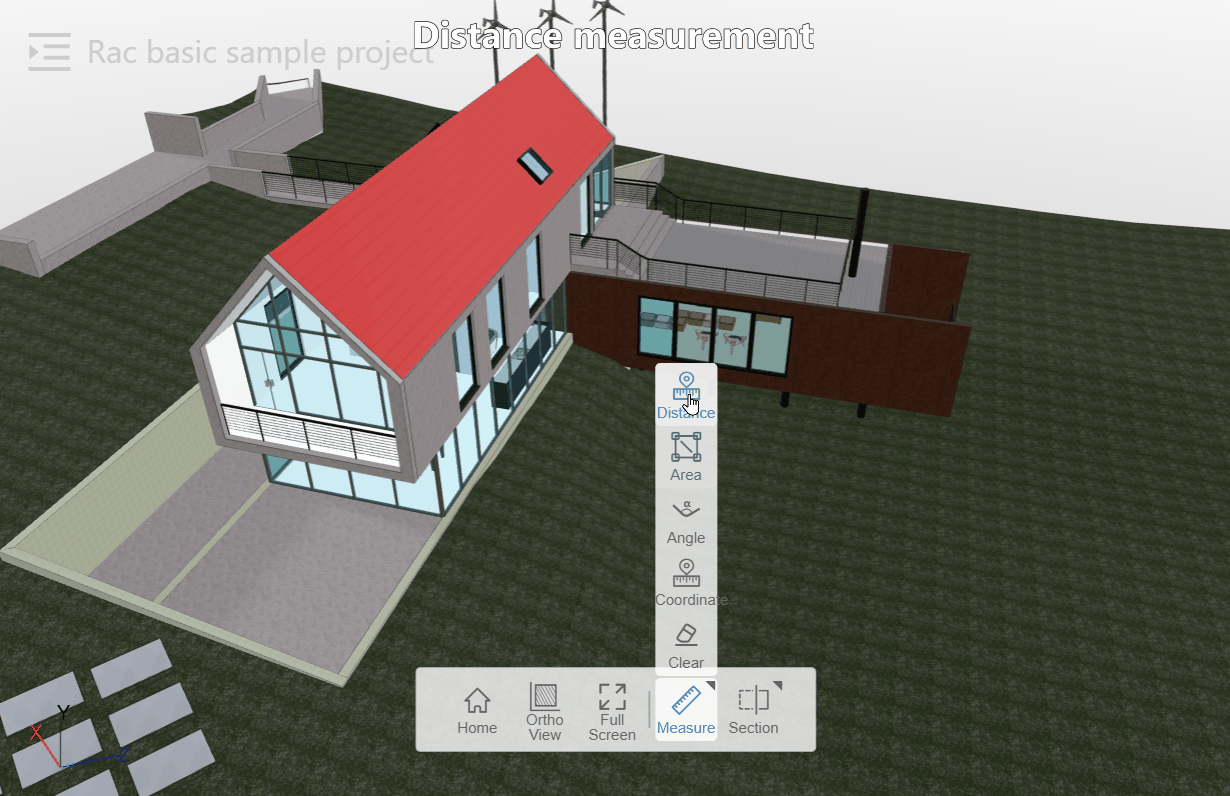 Distance measurement
Rac basic sample project
Distance
Area
α
Angle
Coordinate
Clear
Home
Ortho
View
Full
Screen
Measure
Section
Y
X
Z